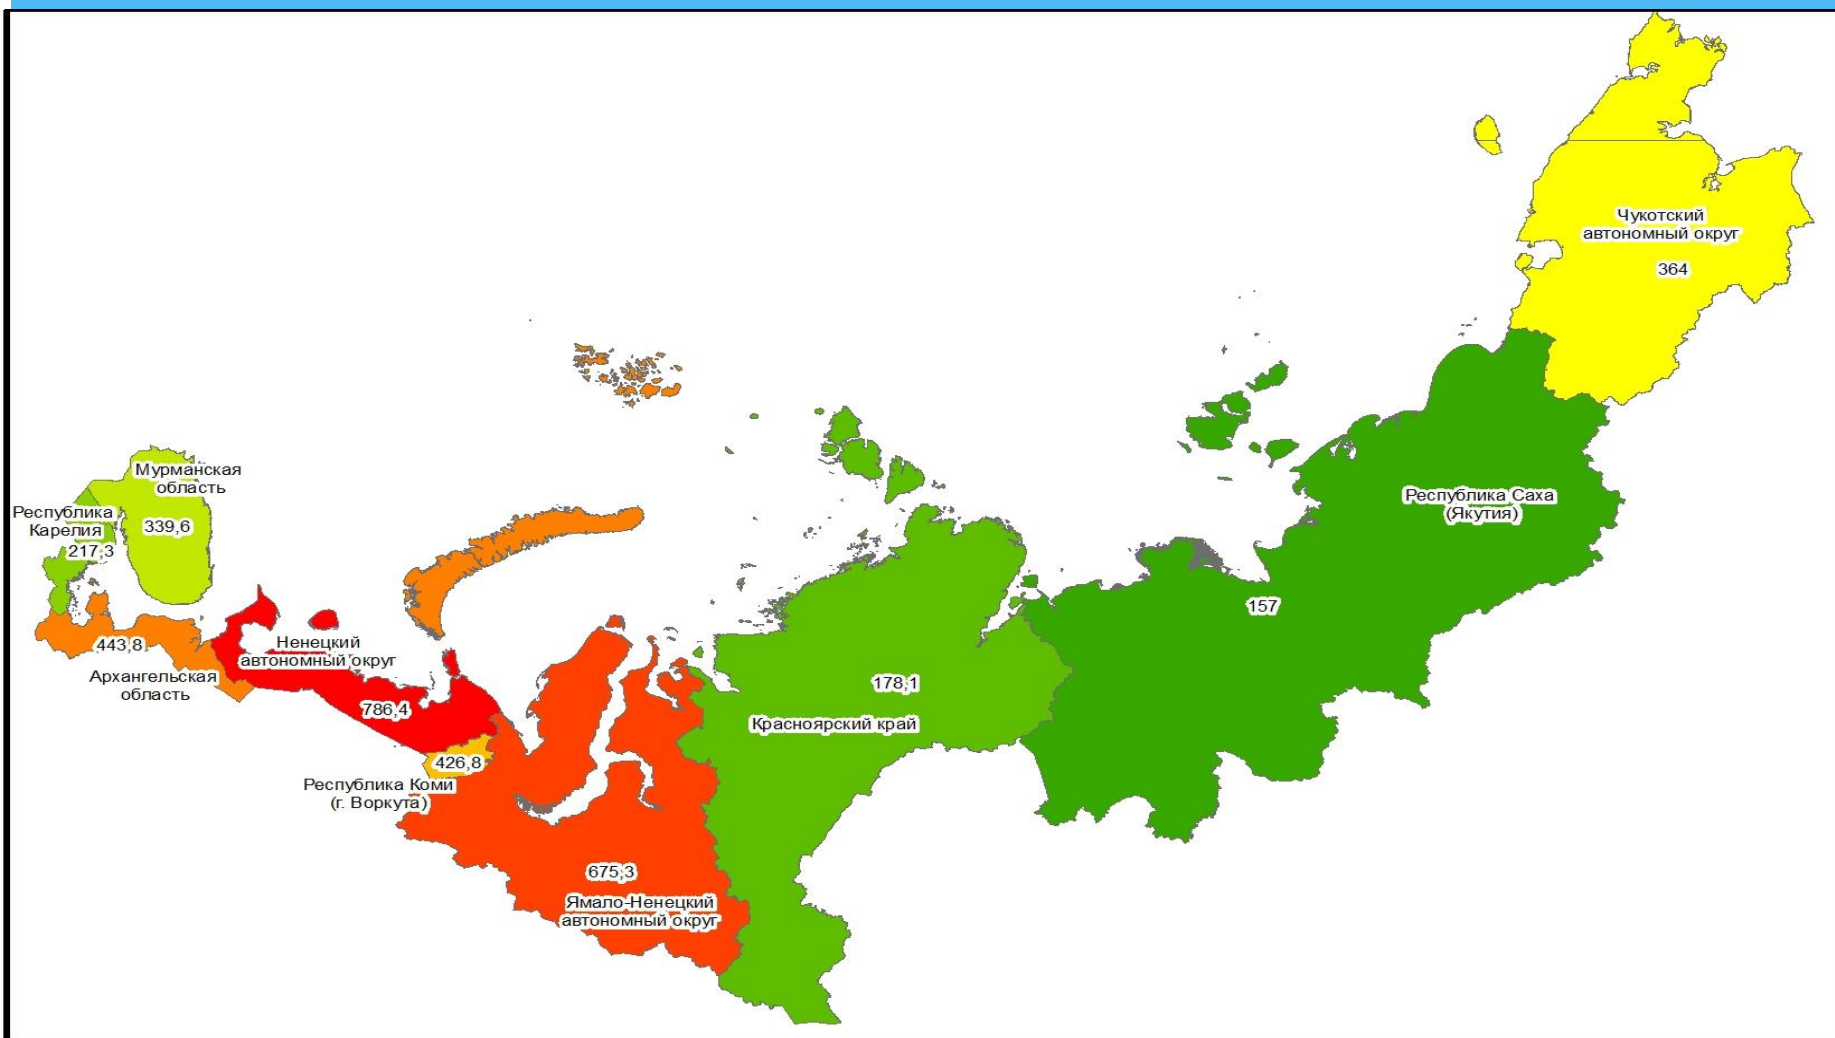 Чукотский
автономный округ
364
Мурманская
область
339,6
Республика
Карелия
217,3
Республика Саха
(Якутия)
157
443,8
Архангельская
область
Ненецкий
автономный округ
786,4
426,8
Республика Коми
(г. Воркута)
178,1
Красноярский край
675,3
Ямало-Ненецкий
автономный округ